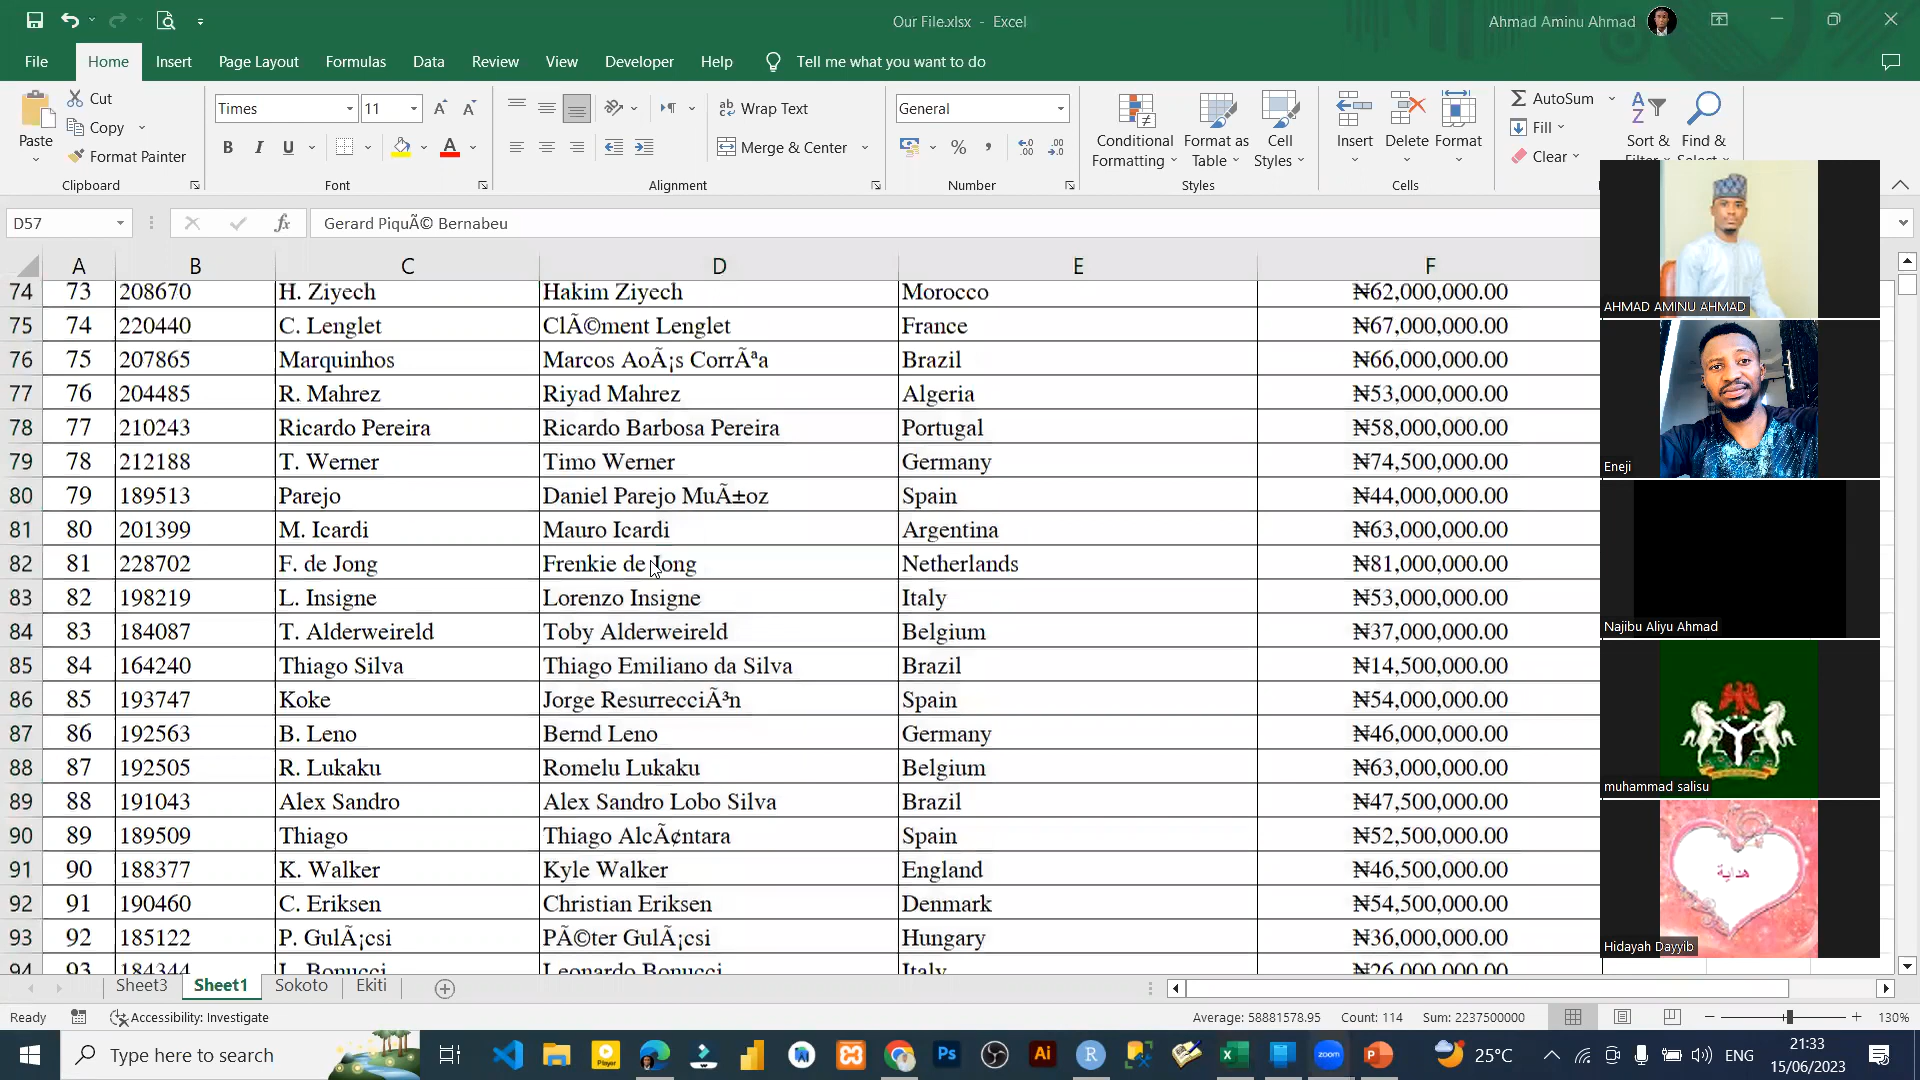 Our File.xlsx - Excel
Ahmad Aminu Ahmad
File Home Insert Page Layout Formulas Data Review View Developer Help Tell me what you want to do
Paste
Cut
Copy
Format Painter
Clipboard
Times 11
B I U
Font
Wrap Text
Merge & Center
Alignment
General
Number
Conditional Formatting
Format as Table
Cell Styles
Styles
Insert Delete Format
Cells
AutoSum
Fill
Clear
Sort &
Find &
D57 fx Gerard PiquÃ© Bernabeu
A B C D E F
74 73 208670 H. Ziyech Hakim Ziyech Morocco ₦62,000,000.00
75 74 220440 C. Lenglet ClÃ©ment Lenglet France ₦67,000,000.00
76 75 207865 Marquinhos Marcos AoÃ¡s CorrÃªa Brazil ₦66,000,000.00
77 76 204485 R. Mahrez Riyad Mahrez Algeria ₦53,000,000.00
78 77 210243 Ricardo Pereira Ricardo Barbosa Pereira Portugal ₦58,000,000.00
79 78 212188 T. Werner Timo Werner Germany ₦74,500,000.00
80 79 189513 Parejo Daniel Parejo MuÃ±oz Spain ₦44,000,000.00
81 80 201399 M. Icardi Mauro Icardi Argentina ₦63,000,000.00
82 81 228702 F. de Jong Frenkie de Jong Netherlands ₦81,000,000.00
83 82 198219 L. Insigne Lorenzo Insigne Italy ₦53,000,000.00
84 83 184087 T. Alderweireld Toby Alderweireld Belgium ₦37,000,000.00
85 84 164240 Thiago Silva Thiago Emiliano da Silva Brazil ₦14,500,000.00
86 85 193747 Koke Jorge ResurrecciÃ³n Spain ₦54,000,000.00
87 86 192563 B. Leno Bernd Leno Germany ₦46,000,000.00
88 87 192505 R. Lukaku Romelu Lukaku Belgium ₦63,000,000.00
89 88 191043 Alex Sandro Alex Sandro Lobo Silva Brazil ₦47,500,000.00
90 89 189509 Thiago Thiago AlcÃ¢ntara Spain ₦52,500,000.00
91 90 188377 K. Walker Kyle Walker England ₦46,500,000.00
92 91 190460 C. Eriksen Christian Eriksen Denmark ₦54,500,000.00
93 92 185122 P. GulÃ¡csi PÃ©ter GulÃ¡csi Hungary ₦36,000,000.00
94 93 184344 L. Bonucci Leonardo Bonucci Italy ₦26,000,000.00
AHMAD AMINU AHMAD
Eneji
Najibu Aliyu Ahmad
muhammad salisu
هداية
Hidayah Dayyib
Sheet3 Sheet1 Sokoto Ekiti
Ready Accessibility: Investigate Average: 58881578.95 Count: 114 Sum: 2237500000 130%
Type here to search
Player
Ps
Ai
R
zoom
25°C
ENG
21:33
15/06/2023